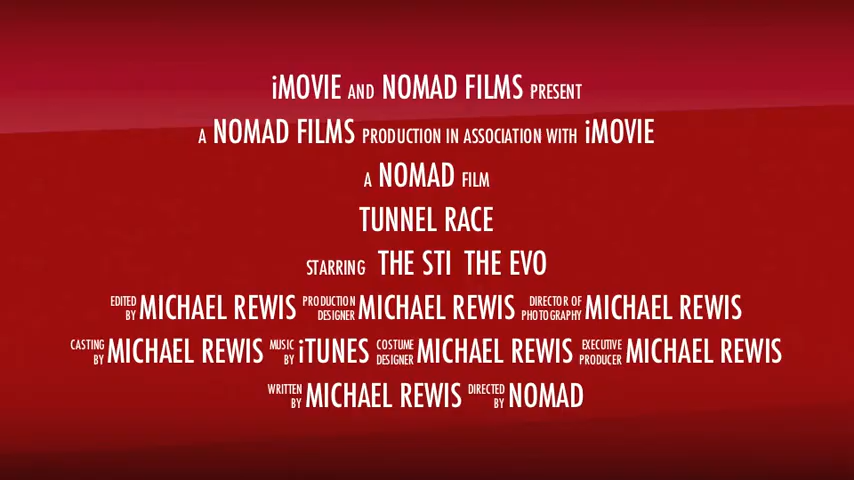 iMOVIE AND NOMAD FILMS PRESENT
A NOMAD FILMS PRODUCTION IN ASSOCIATION WITH iMOVIE
A NOMAD FILM
TUNNEL RACE
STARRING THE STI THE EVO
EDITED BY MICHAEL REWIS PRODUCTION DESIGNER MICHAEL REWIS DIRECTOR OF PHOTOGRAPHY MICHAEL REWIS
CASTING BY MICHAEL REWIS MUSIC BY iTUNES COSTUME DESIGNER MICHAEL REWIS EXECUTIVE PRODUCER MICHAEL REWIS
WRITTEN BY MICHAEL REWIS DIRECTED BY NOMAD